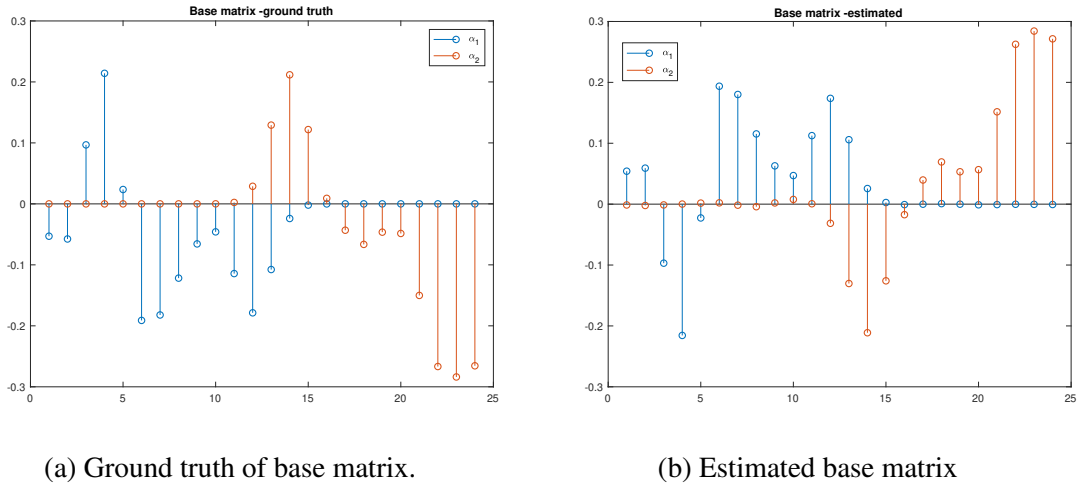 Base matrix -ground truth
0.3
0.2
0.1
0
-0.1
-0.2
-0.3
0 5 10 15 20 25
α1
α2
Base matrix -estimated
0.3
0.2
0.1
0
-0.1
-0.2
-0.3
0 5 10 15 20 25
α1
α2
(a) Ground truth of base matrix.
(b) Estimated base matrix